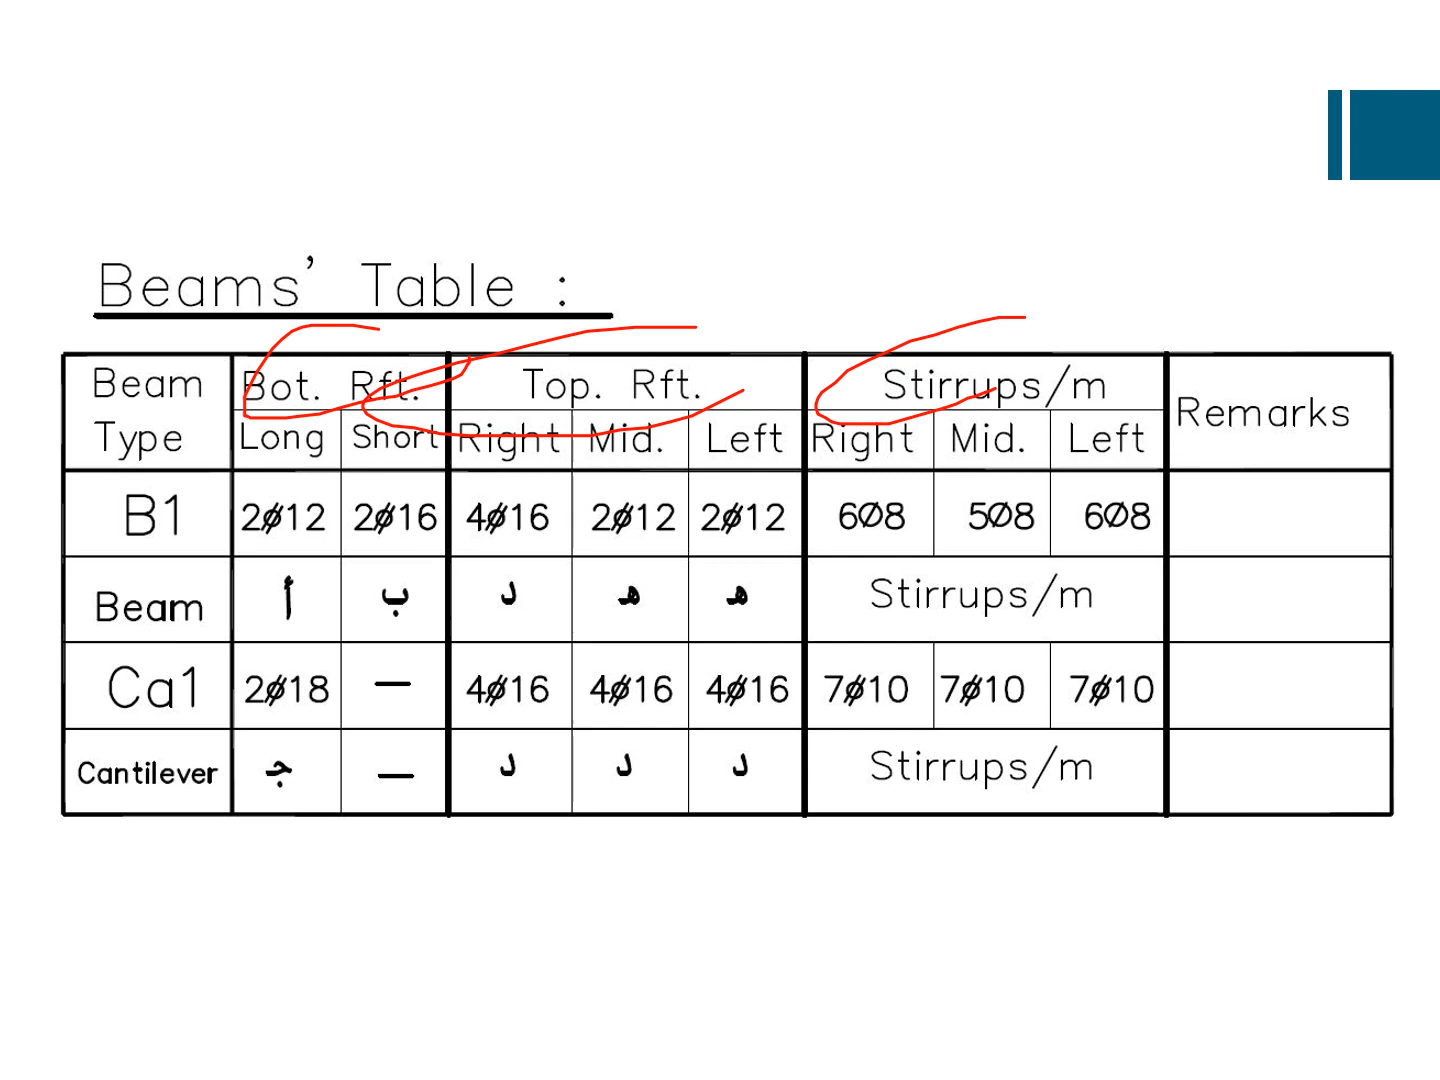 Beams' Table :
Beam Type Bot. Rft. Top. Rft. Stirrups/m Remarks
Long Short Right Mid. Left Right Mid. Left
B1 2ø12 2ø16 4ø16 2ø12 2ø12 6Ø8 5Ø8 6Ø8
Beam أ ب د هـ هـ Stirrups/m
Ca1 2ø18 — 4ø16 4ø16 4ø16 7ø10 7ø10 7ø10
Cantilever جـ — د د د Stirrups/m